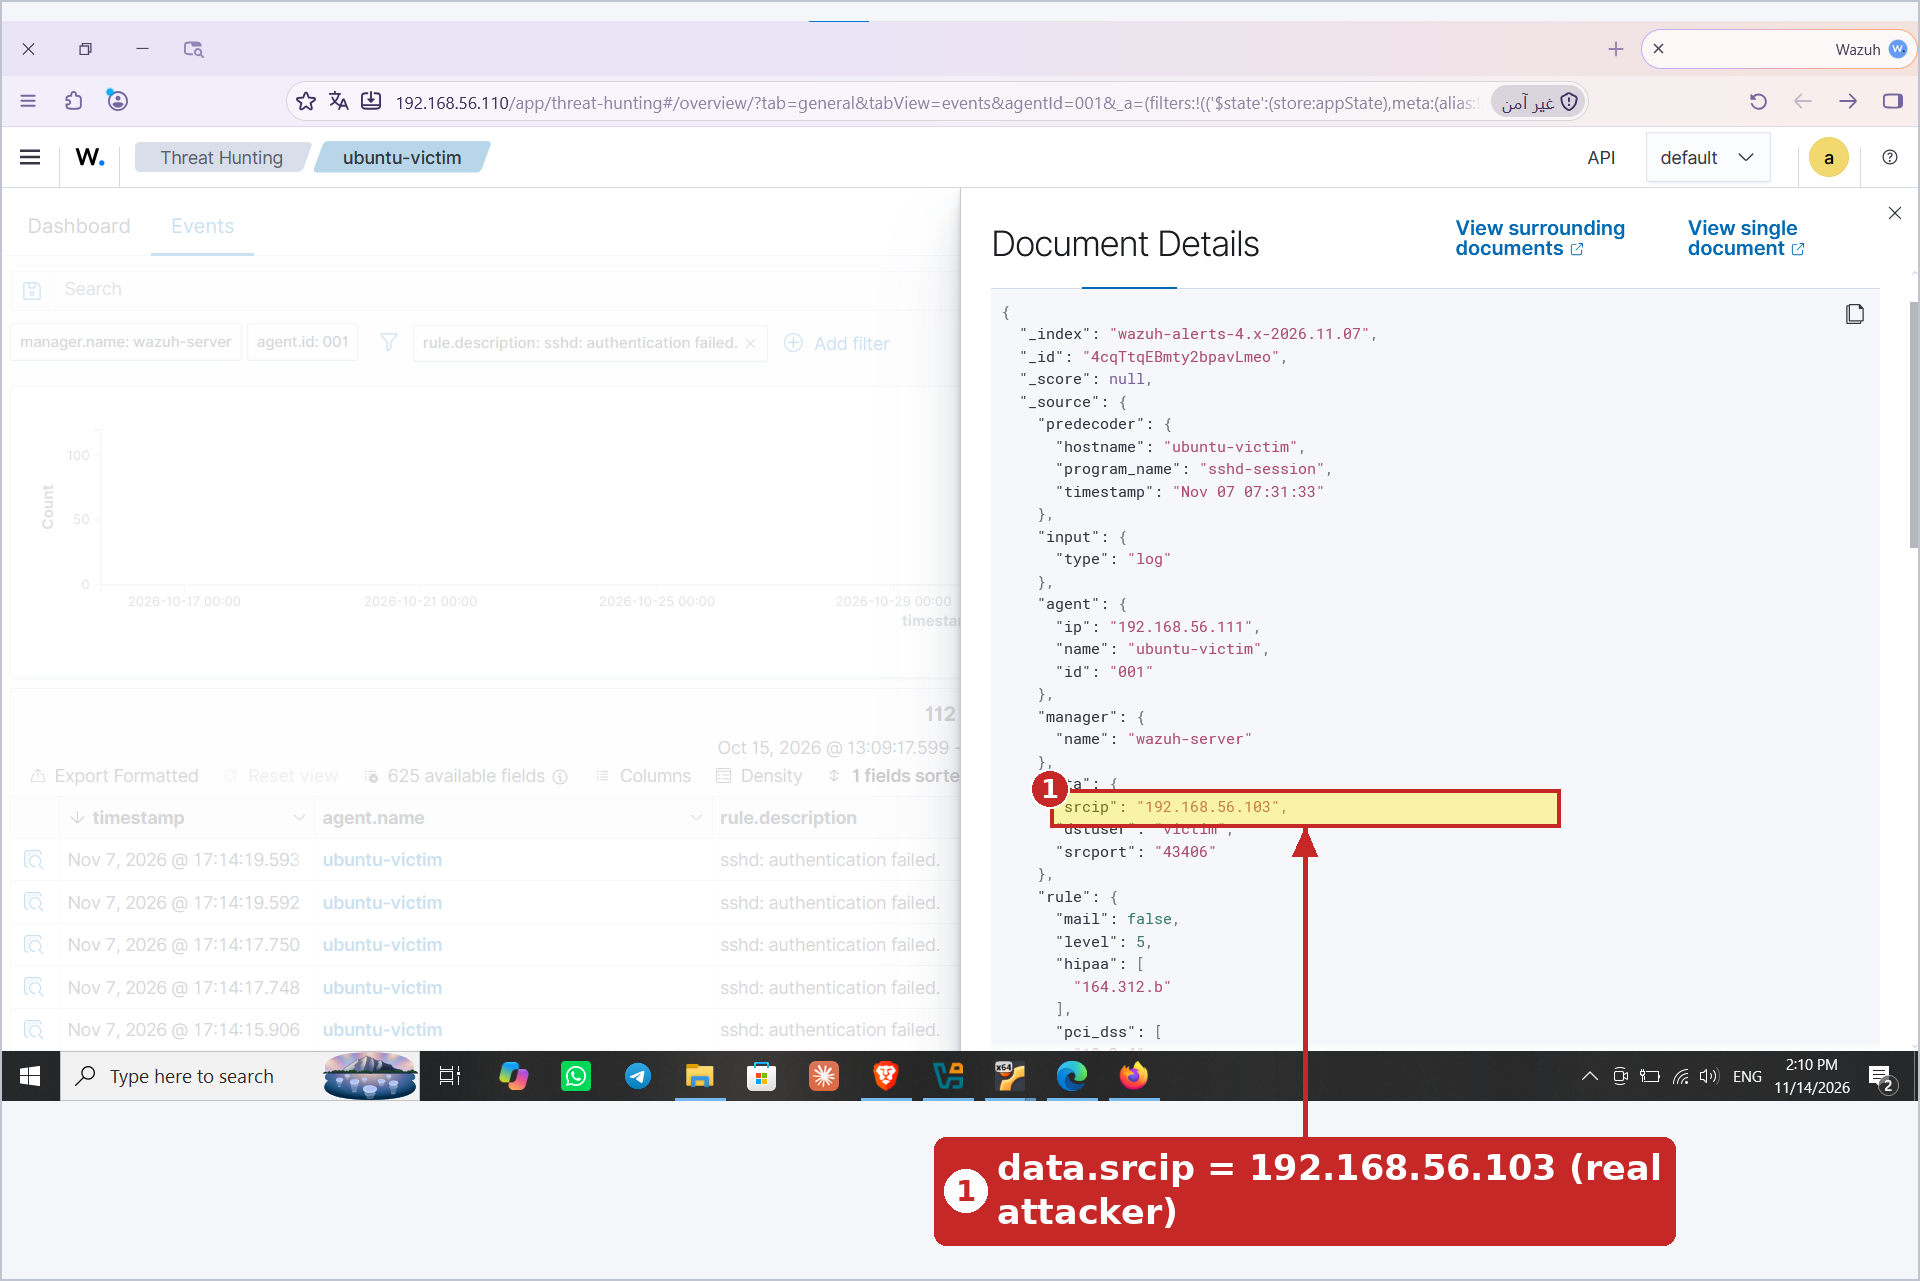 Wazuh
192.168.56.110/app/threat-hunting#/overview/?tab=general&tabView=events&agentId=001&_a=(filters:!(('$state':(store:appState),meta:(alias:!
غير آمن
W.
Threat Hunting
ubuntu-victim
API
default
a
Dashboard
Events
Search
manager.name: wazuh-server
agent.id: 001
rule.description: sshd: authentication failed.
Add filter
Count
100
50
0
2026-10-17 00:00
2026-10-21 00:00
2026-10-25 00:00
2026-10-29 00:00
timesta
112
Oct 15, 2026 @ 13:09:17.599 -
Export Formatted
Reset view
625 available fields
Columns
Density
1 fields sorte
timestamp
agent.name
rule.description
Nov 7, 2026 @ 17:14:19.593 ubuntu-victim sshd: authentication failed.
Nov 7, 2026 @ 17:14:19.592 ubuntu-victim sshd: authentication failed.
Nov 7, 2026 @ 17:14:17.750 ubuntu-victim sshd: authentication failed.
Nov 7, 2026 @ 17:14:17.748 ubuntu-victim sshd: authentication failed.
Nov 7, 2026 @ 17:14:15.906 ubuntu-victim sshd: authentication failed.
Document Details
View surrounding
documents
View single
document
{
"_index": "wazuh-alerts-4.x-2026.11.07",
"_id": "4cqTtqEBmty2bpavLmeo",
"_score": null,
"_source": {
"predecoder": {
"hostname": "ubuntu-victim",
"program_name": "sshd-session",
"timestamp": "Nov 07 07:31:33"
},
"input": {
"type": "log"
},
"agent": {
"ip": "192.168.56.111",
"name": "ubuntu-victim",
"id": "001"
},
"manager": {
"name": "wazuh-server"
},
ta": {
1
srcip": "192.168.56.103",
"dstuser": "victim",
"srcport": "43406"
},
"rule": {
"mail": false,
"level": 5,
"hipaa": [
"164.312.b"
],
"pci_dss": [
Type here to search
ENG
2:10 PM
11/14/2026
2
1
data.srcip = 192.168.56.103 (real
attacker)